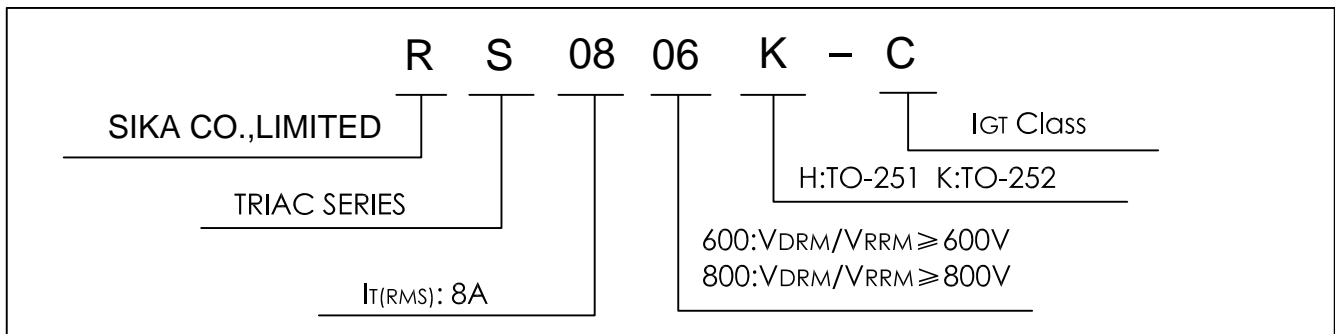 R S 08 06 K – C
SIKA CO.,LIMITED
IGT Class
H:TO-251 K:TO-252
TRIAC SERIES
600:VDRM/VRRM⩾600V
800:VDRM/VRRM⩾800V
IT(RMS): 8A